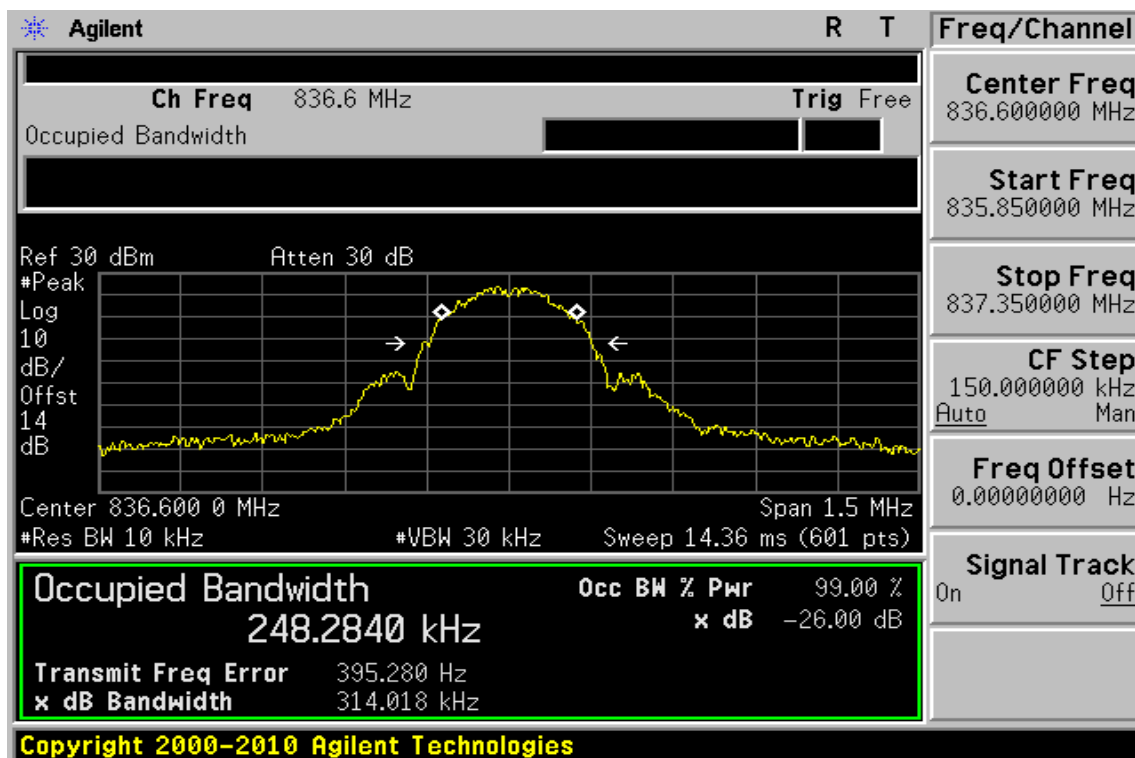 Agilent R T
Ch Freq 836.6 MHz Trig Free
Occupied Bandwidth
Ref 30 dBm Atten 30 dB
#Peak
Log
10
dB/
Offst
14
dB
Center 836.600 0 MHz Span 1.5 MHz
#Res BW 10 kHz #VBW 30 kHz Sweep 14.36 ms (601 pts)
Occupied Bandwidth Occ BW % Pwr 99.00 %
248.2840 kHz x dB -26.00 dB
Transmit Freq Error 395.280 Hz
x dB Bandwidth 314.018 kHz
Copyright 2000-2010 Agilent Technologies
Freq/Channel
Center Freq
836.600000 MHz
Start Freq
835.850000 MHz
Stop Freq
837.350000 MHz
CF Step
150.000000 kHz
Auto Man
Freq Offset
0.00000000 Hz
Signal Track
On Off